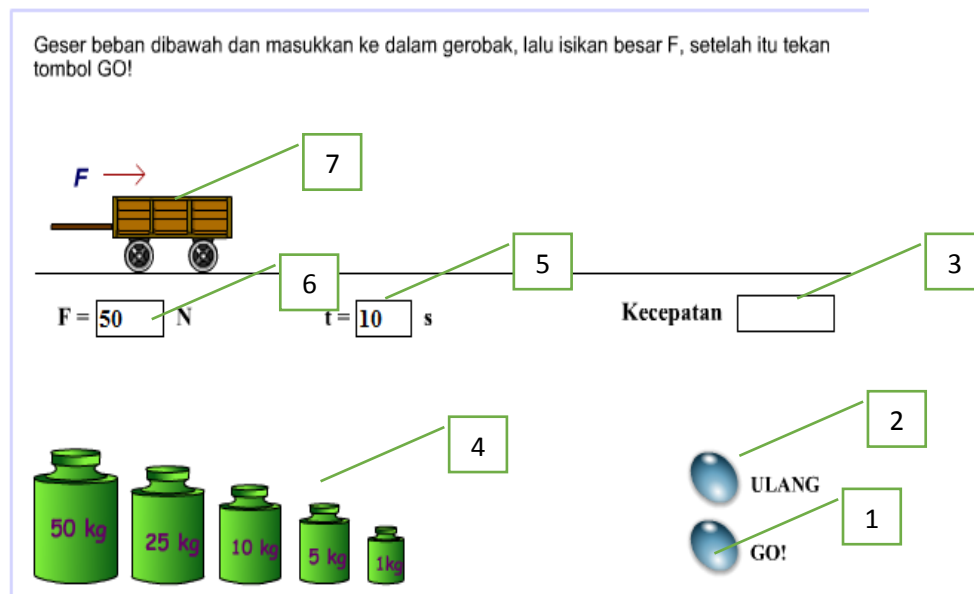 Geser beban dibawah dan masukkan ke dalam gerobak, lalu isikan besar F, setelah itu tekan
tombol GO!
7
F
5
3
6
F = 50 N
t = 10 s
Kecepatan
4
2
50 kg
25 kg
10 kg
5 kg
1kg
ULANG
1
GO!